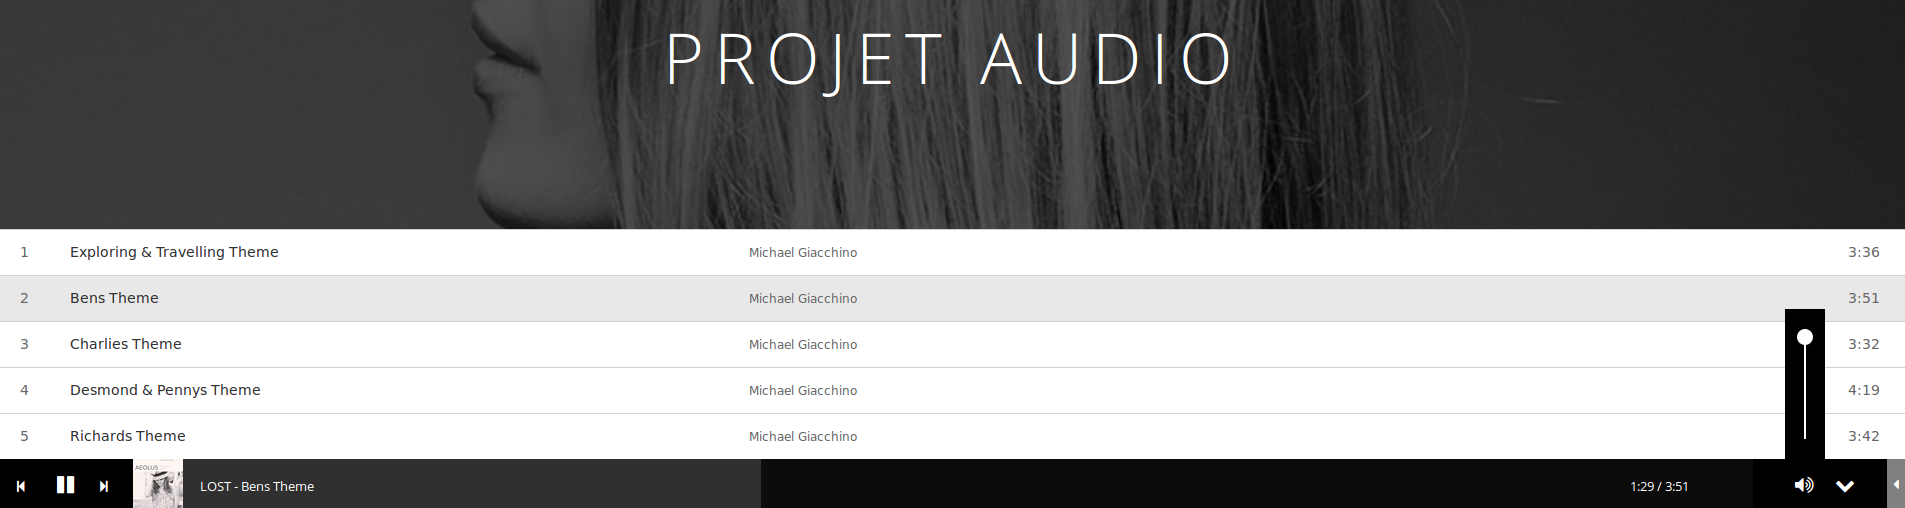 PROJET AUDIO
1 Exploring & Travelling Theme Michael Giacchino 3:36
2 Bens Theme Michael Giacchino 3:51
3 Charlies Theme Michael Giacchino 3:32
4 Desmond & Pennys Theme Michael Giacchino 4:19
5 Richards Theme Michael Giacchino 3:42
AEOLUS
LOST - Bens Theme 1:29 / 3:51